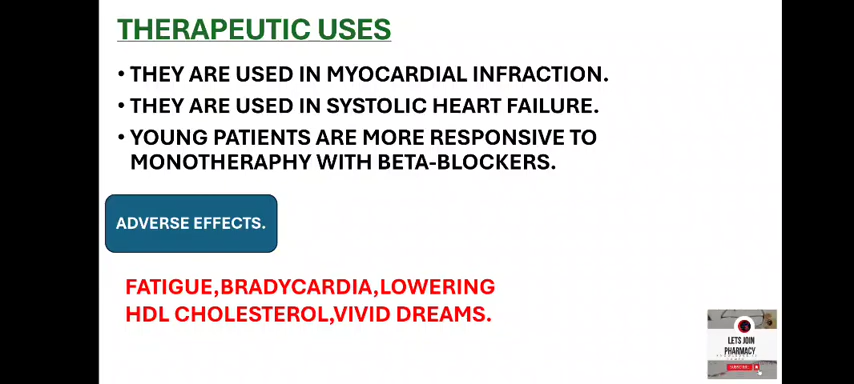 THERAPEUTIC USES
• THEY ARE USED IN MYOCARDIAL INFRACTION.
• THEY ARE USED IN SYSTOLIC HEART FAILURE.
• YOUNG PATIENTS ARE MORE RESPONSIVE TO
MONOTHERAPHY WITH BETA-BLOCKERS.
ADVERSE EFFECTS.
FATIGUE,BRADYCARDIA,LOWERING
HDL CHOLESTEROL,VIVID DREAMS.
LETS JOIN
PHARMACY